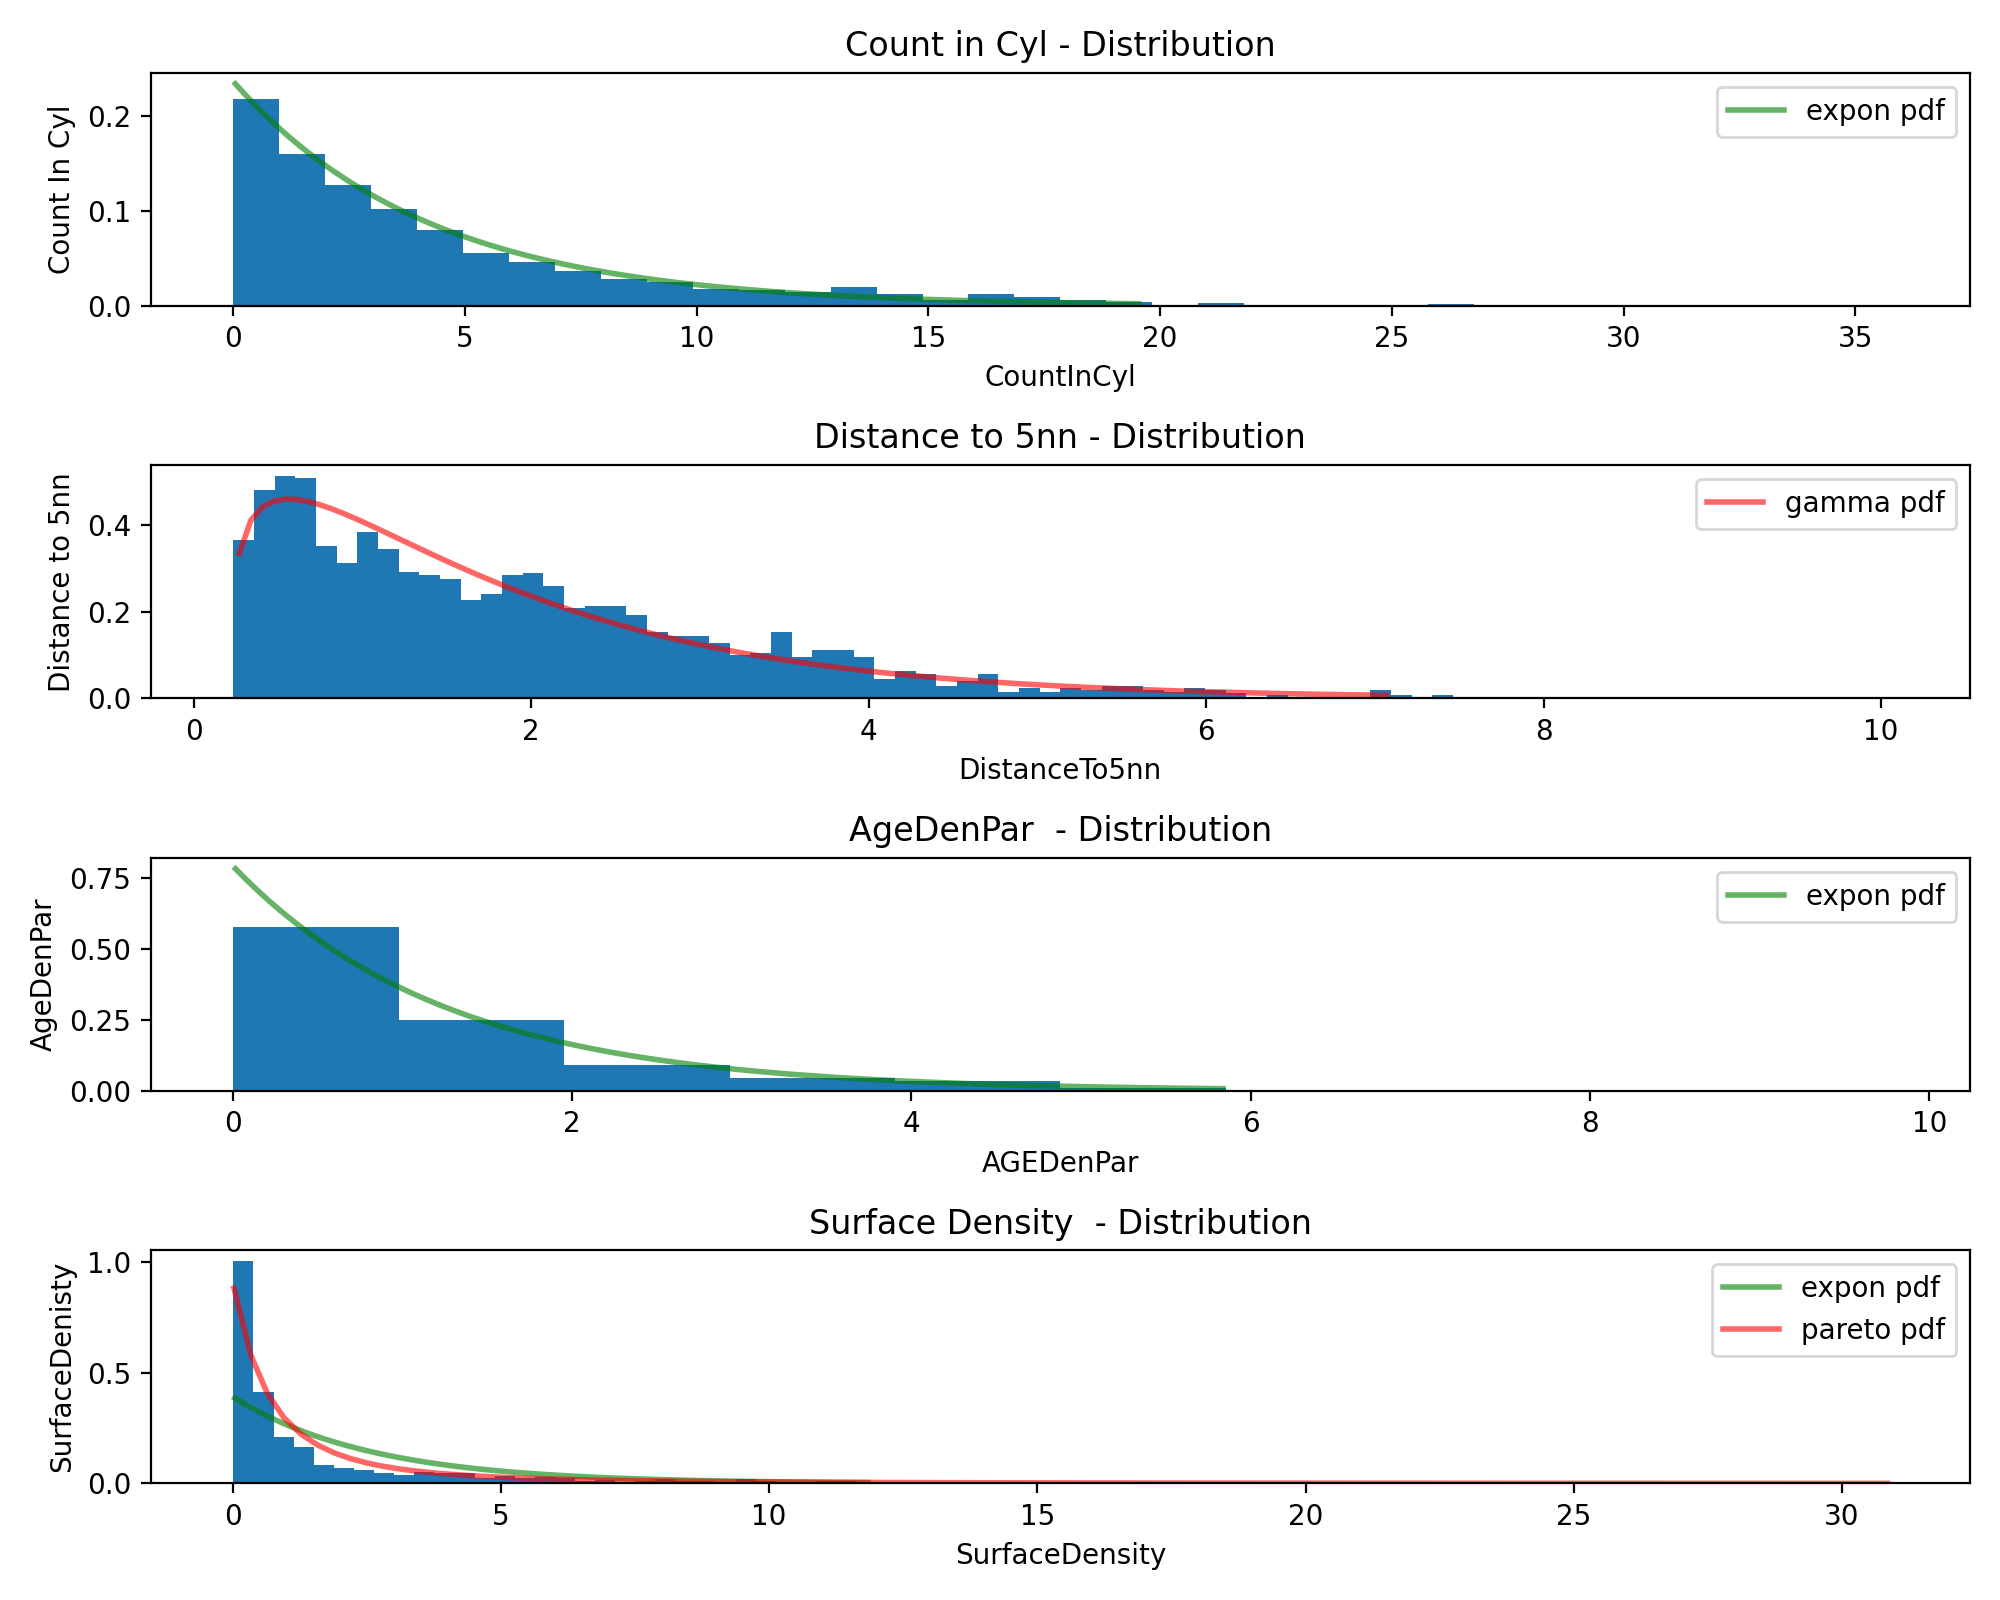 Count in Cyl - Distribution
Count In Cyl
0.2
0.1
0.0
expon pdf
0 5 10 15 20 25 30 35
CountInCyl
Distance to 5nn - Distribution
Distance to 5nn
0.4
0.2
0.0
gamma pdf
0 2 4 6 8 10
DistanceTo5nn
AgeDenPar  - Distribution
AgeDenPar
0.75
0.50
0.25
0.00
expon pdf
0 2 4 6 8 10
AGEDenPar
Surface Density  - Distribution
SurfaceDenisty
1.0
0.5
0.0
expon pdf
pareto pdf
0 5 10 15 20 25 30
SurfaceDensity